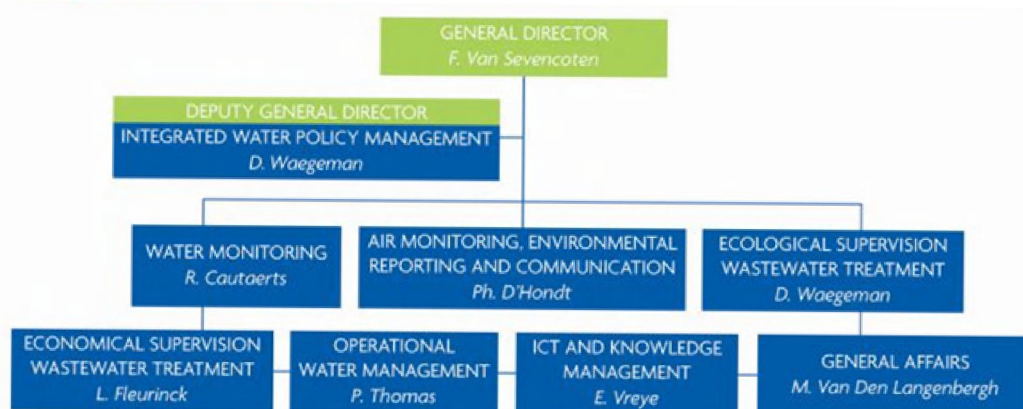 GENERAL DIRECTOR
F. Van Sevencoten
DEPUTY GENERAL DIRECTOR
INTEGRATED WATER POLICY MANAGEMENT
D. Waegeman
WATER MONITORING
R. Cautaerts
AIR MONITORING, ENVIRONMENTAL
REPORTING AND COMMUNICATION
Ph. D'Hondt
ECOLOGICAL SUPERVISION
WASTEWATER TREATMENT
D. Waegeman
ECONOMICAL SUPERVISION
WASTEWATER TREATMENT
L. Fleurinck
OPERATIONAL
WATER MANAGEMENT
P. Thomas
ICT AND KNOWLEDGE
MANAGEMENT
E. Vreye
GENERAL AFFAIRS
M. Van Den Langenbergh